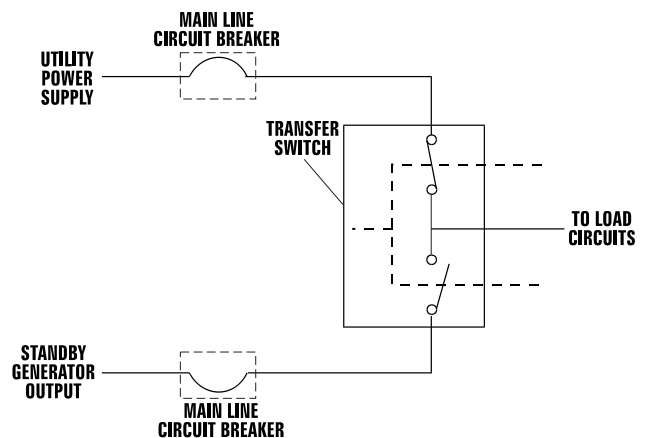 MAIN LINE
CIRCUIT BREAKER
UTILITY
POWER
SUPPLY
TRANSFER
SWITCH
TO LOAD
CIRCUITS
STANDBY
GENERATOR
OUTPUT
MAIN LINE
CIRCUIT BREAKER